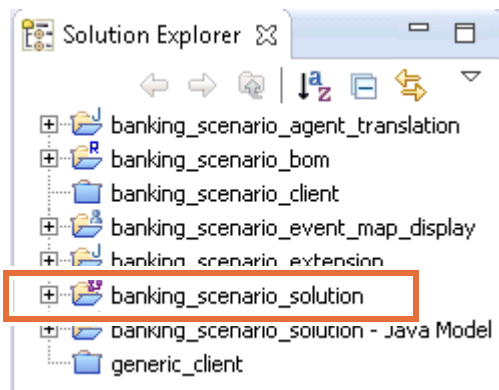 Solution Explorer
banking_scenario_agent_translation
banking_scenario_bom
banking_scenario_client
banking_scenario_event_map_display
banking_scenario_extension
banking_scenario_solution
banking_scenario_solution - Java Model
generic_client